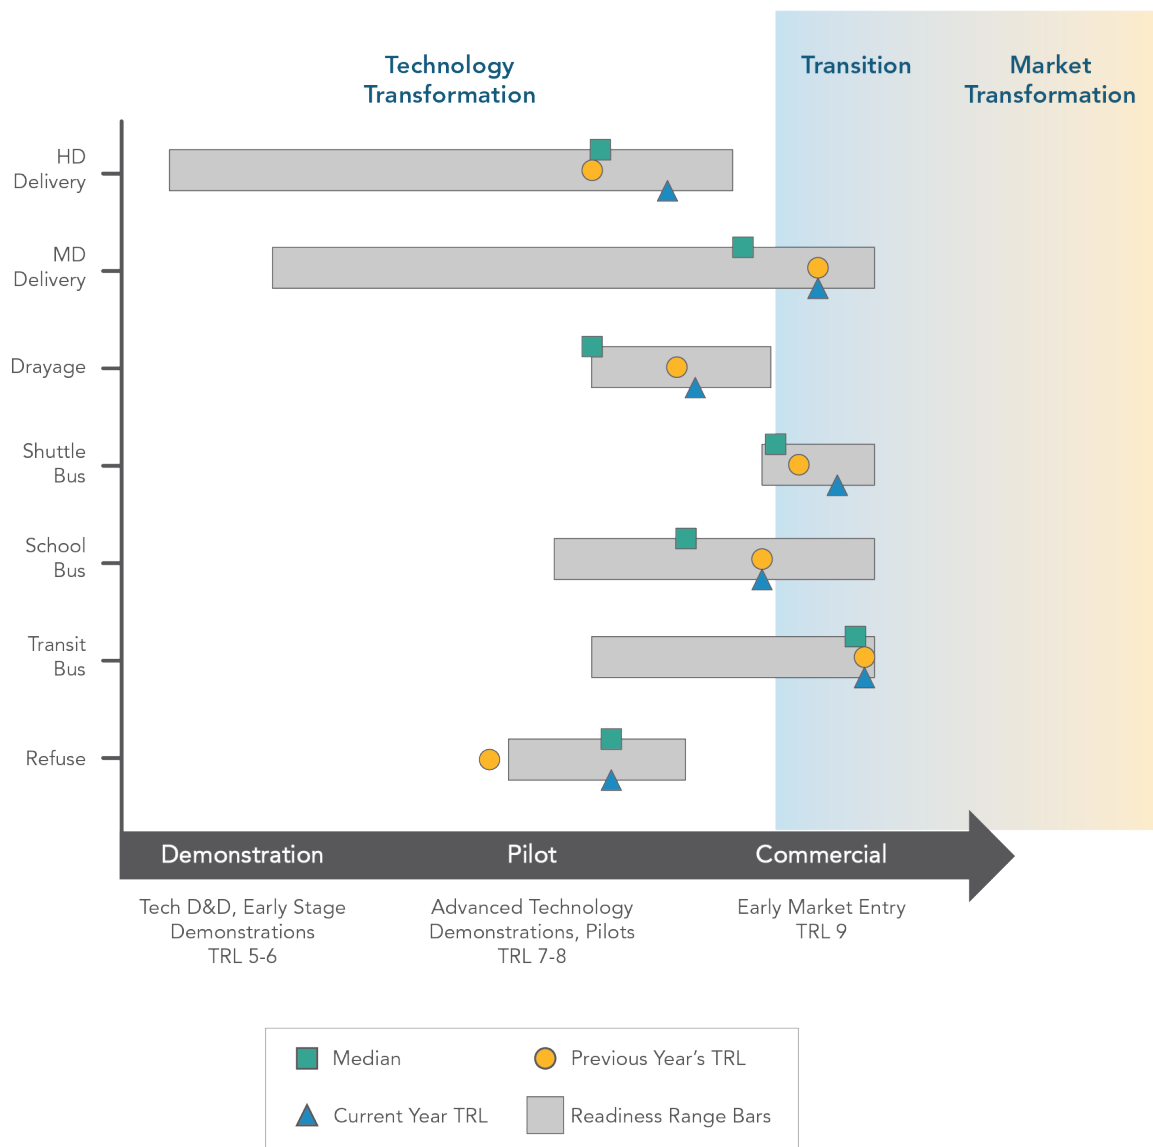 Technology
Transformation
Transition
Market
Transformation
HD
Delivery
MD
Delivery
Drayage
Shuttle
Bus
School
Bus
Transit
Bus
Refuse
Demonstration
Pilot
Commercial
Tech D&D, Early Stage
Demonstrations
TRL 5-6
Advanced Technology
Demonstrations, Pilots
TRL 7-8
Early Market Entry
TRL 9
Median
Previous Year’s TRL
Current Year TRL
Readiness Range Bars